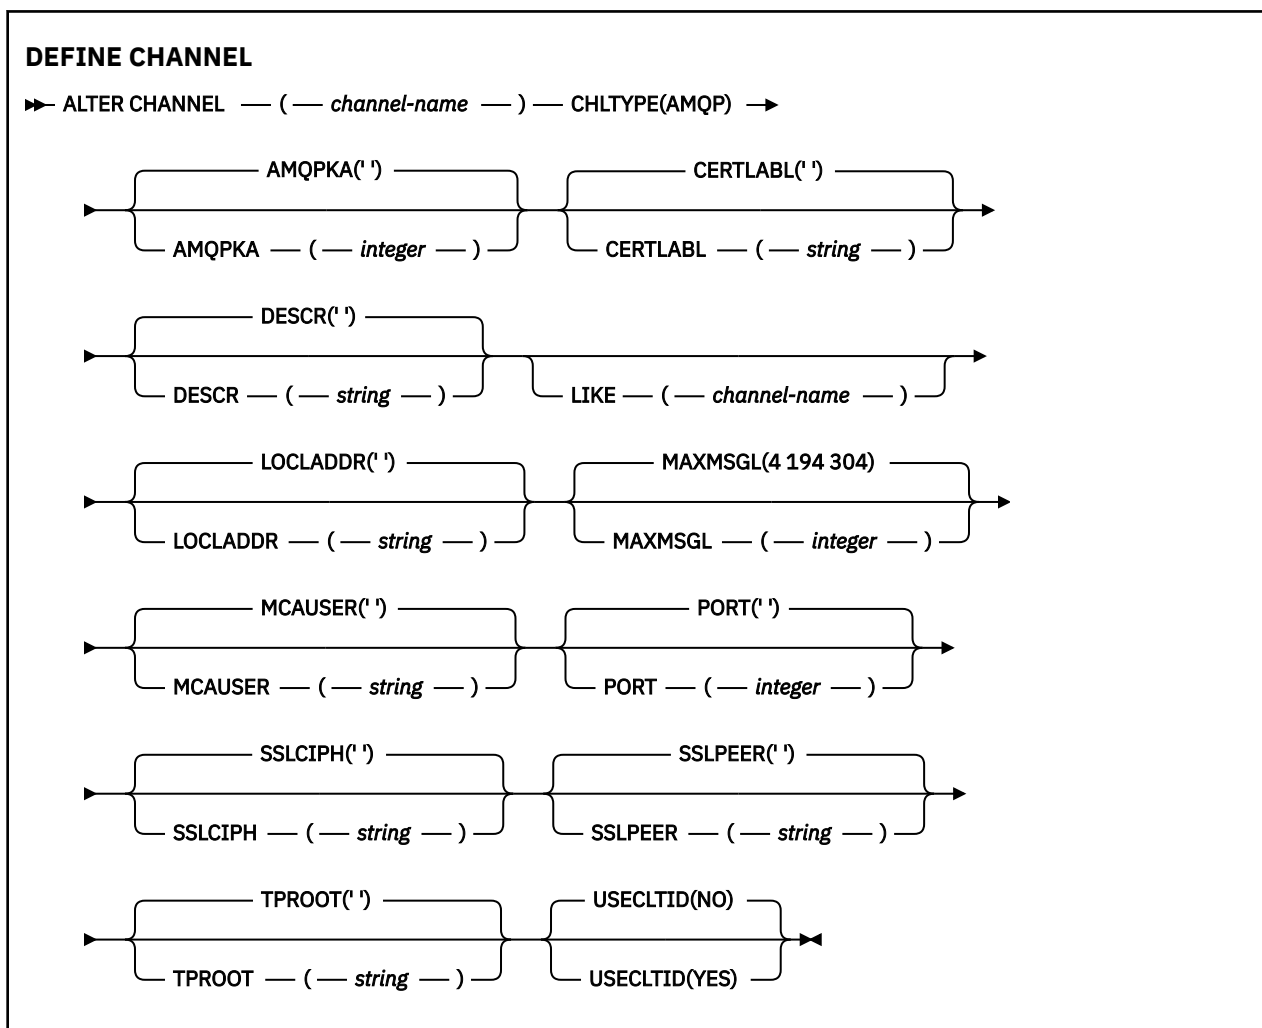 DEFINE CHANNEL
ALTER CHANNEL ( channel-name ) CHLTYPE(AMQP)
AMQPKA(' ') CERTLABL(' ')
AMQPKA ( integer ) CERTLABL ( string )
DESCR(' ')
DESCR ( string ) LIKE ( channel-name )
LOCLADDR(' ') MAXMSGL(4 194 304)
LOCLADDR ( string ) MAXMSGL ( integer )
MCAUSER(' ') PORT(' ')
MCAUSER ( string ) PORT ( integer )
SSLCIPH(' ') SSLPEER(' ')
SSLCIPH ( string ) SSLPEER ( string )
TPROOT(' ') USECLTID(NO)
TPROOT ( string ) USECLTID(YES)